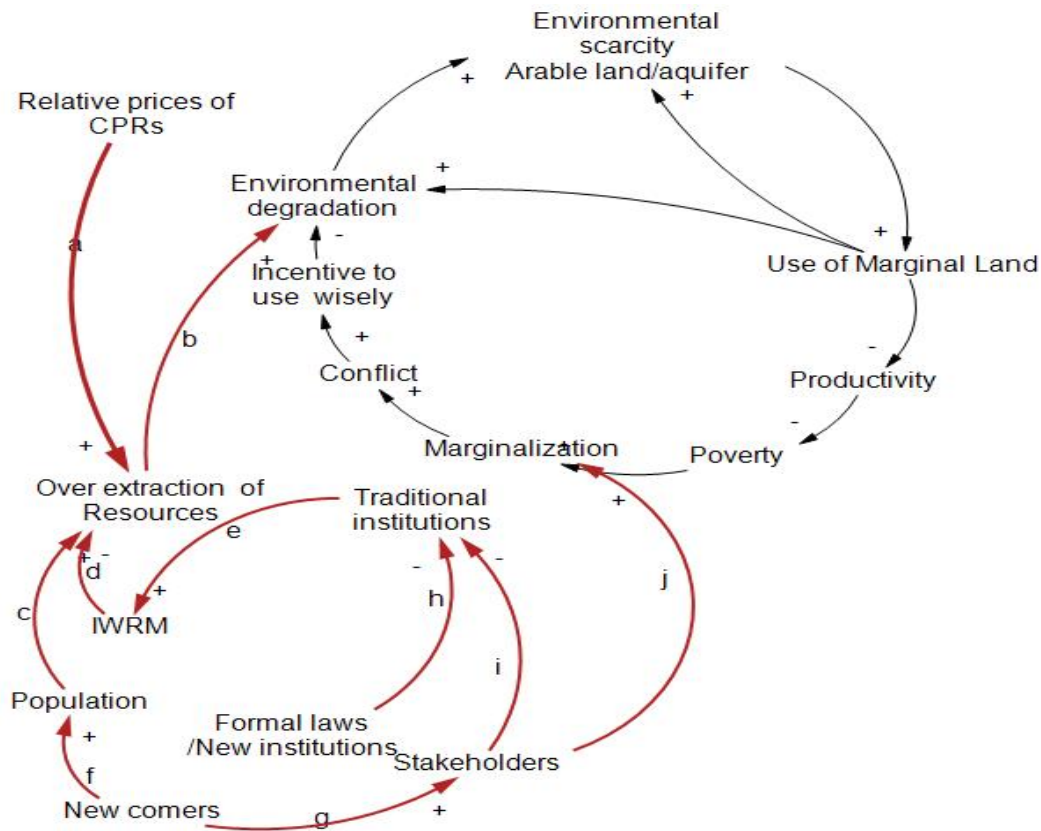 Environmental
scarcity
Arable land/aquifer
+
+
Relative prices of
CPRs
Environmental
degradation
+
+
Use of Marginal Land
a
-
+
Incentive to
use wisely
b
+
-
Conflict
+
Productivity
-
+
Marginalization
+
Poverty
Over extraction of
Resources
Traditional
institutions
+
e
+
-
d
-
-
+
h
j
c
IWRM
i
Population
+
Formal laws
/New institutions
Stakeholders
f
New comers
g
+